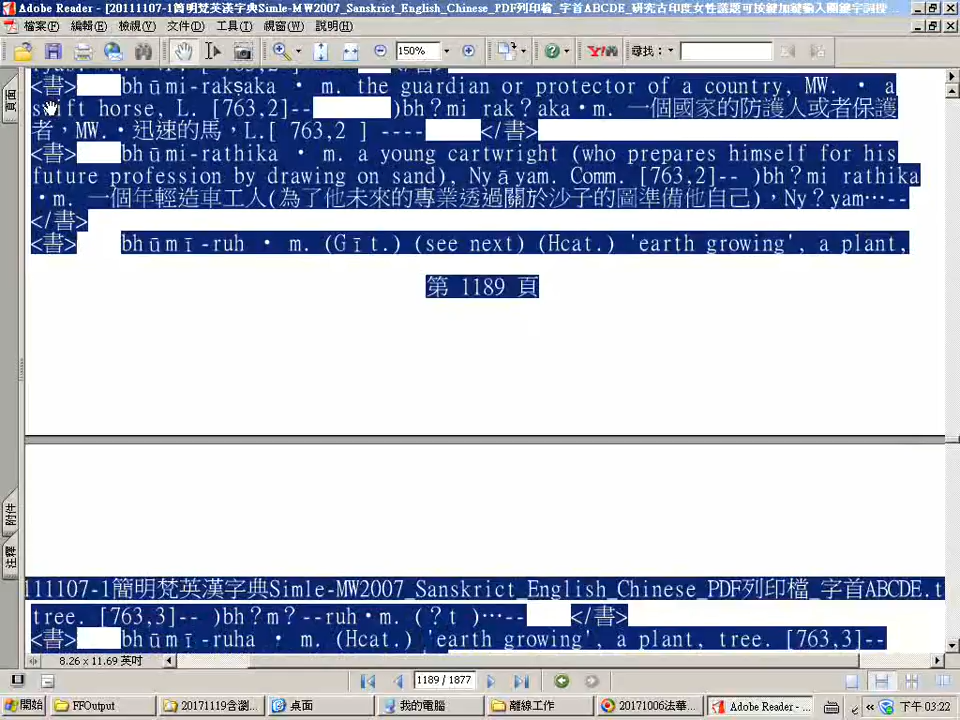 Adobe Reader - [20111107-1簡明梵英漢字典Simle-MW2007_Sanskrict_English_Chinese_PDF列印檔_字首ABCDE_研究古印度女性議題可按鍵加鍵輸入關鍵字詞搜
檔案(F) 編輯(E) 檢視(V) 文件(D) 工具(T) 視窗(W) 說明(H)
150% 尋找：
頁面
<書> bhūmi-rakṣaka • m. the guardian or protector of a country, MW. • a
swift horse, L. [763,2]-- )bh?mi rak?aka•m. 一個國家的防護人或者保護
者，MW.•迅速的馬，L.[ 763,2 ] ---- </書>
<書> bhūmi-rathika • m. a young cartwright (who prepares himself for his
future profession by drawing on sand), Nyāyam. Comm. [763,2]-- )bh?mi rathika
•m. 一個年輕造車工人(為了他未來的專業透過關於沙子的圖準備他自己)，Ny？yam…--
</書>
<書> bhūmī-ruh • m. (Gīt.) (see next) (Hcat.) 'earth growing', a plant,
第 1189 頁
附件
註釋
111107-1簡明梵英漢字典Simle-MW2007_Sanskrict_English_Chinese_PDF列印檔_字首ABCDE.t
tree. [763,3]-- )bh？m？--ruh•m. (？t )…-- </書>
<書> bhūmī-ruha • m. (Hcat.) 'earth growing', a plant, tree. [763,3]--
8.26 x 11.69 英吋
1189 / 1877
開始 FFOutput 20171119含瀏... 桌面 我的電腦 離線工作 20171006法華... Adobe Reader - ... 下午 03:22